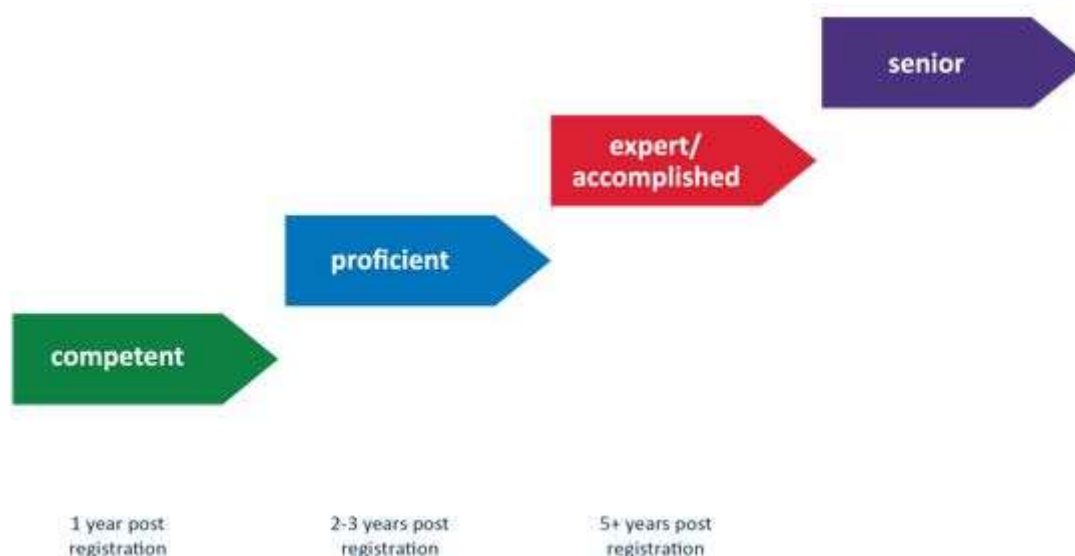 senior
expert/
accomplished
proficient
competent
1 year post
registration
2-3 years post
registration
5+ years post
registration